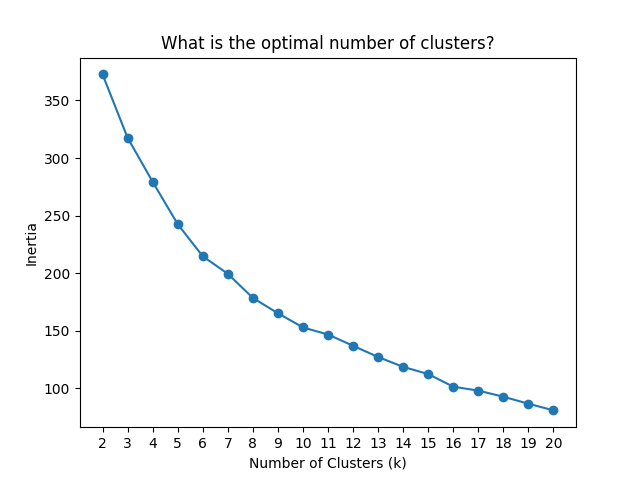 What is the optimal number of clusters?
350
300
250
200
150
100
Inertia
2 3 4 5 6 7 8 9 10 11 12 13 14 15 16 17 18 19 20
Number of Clusters (k)